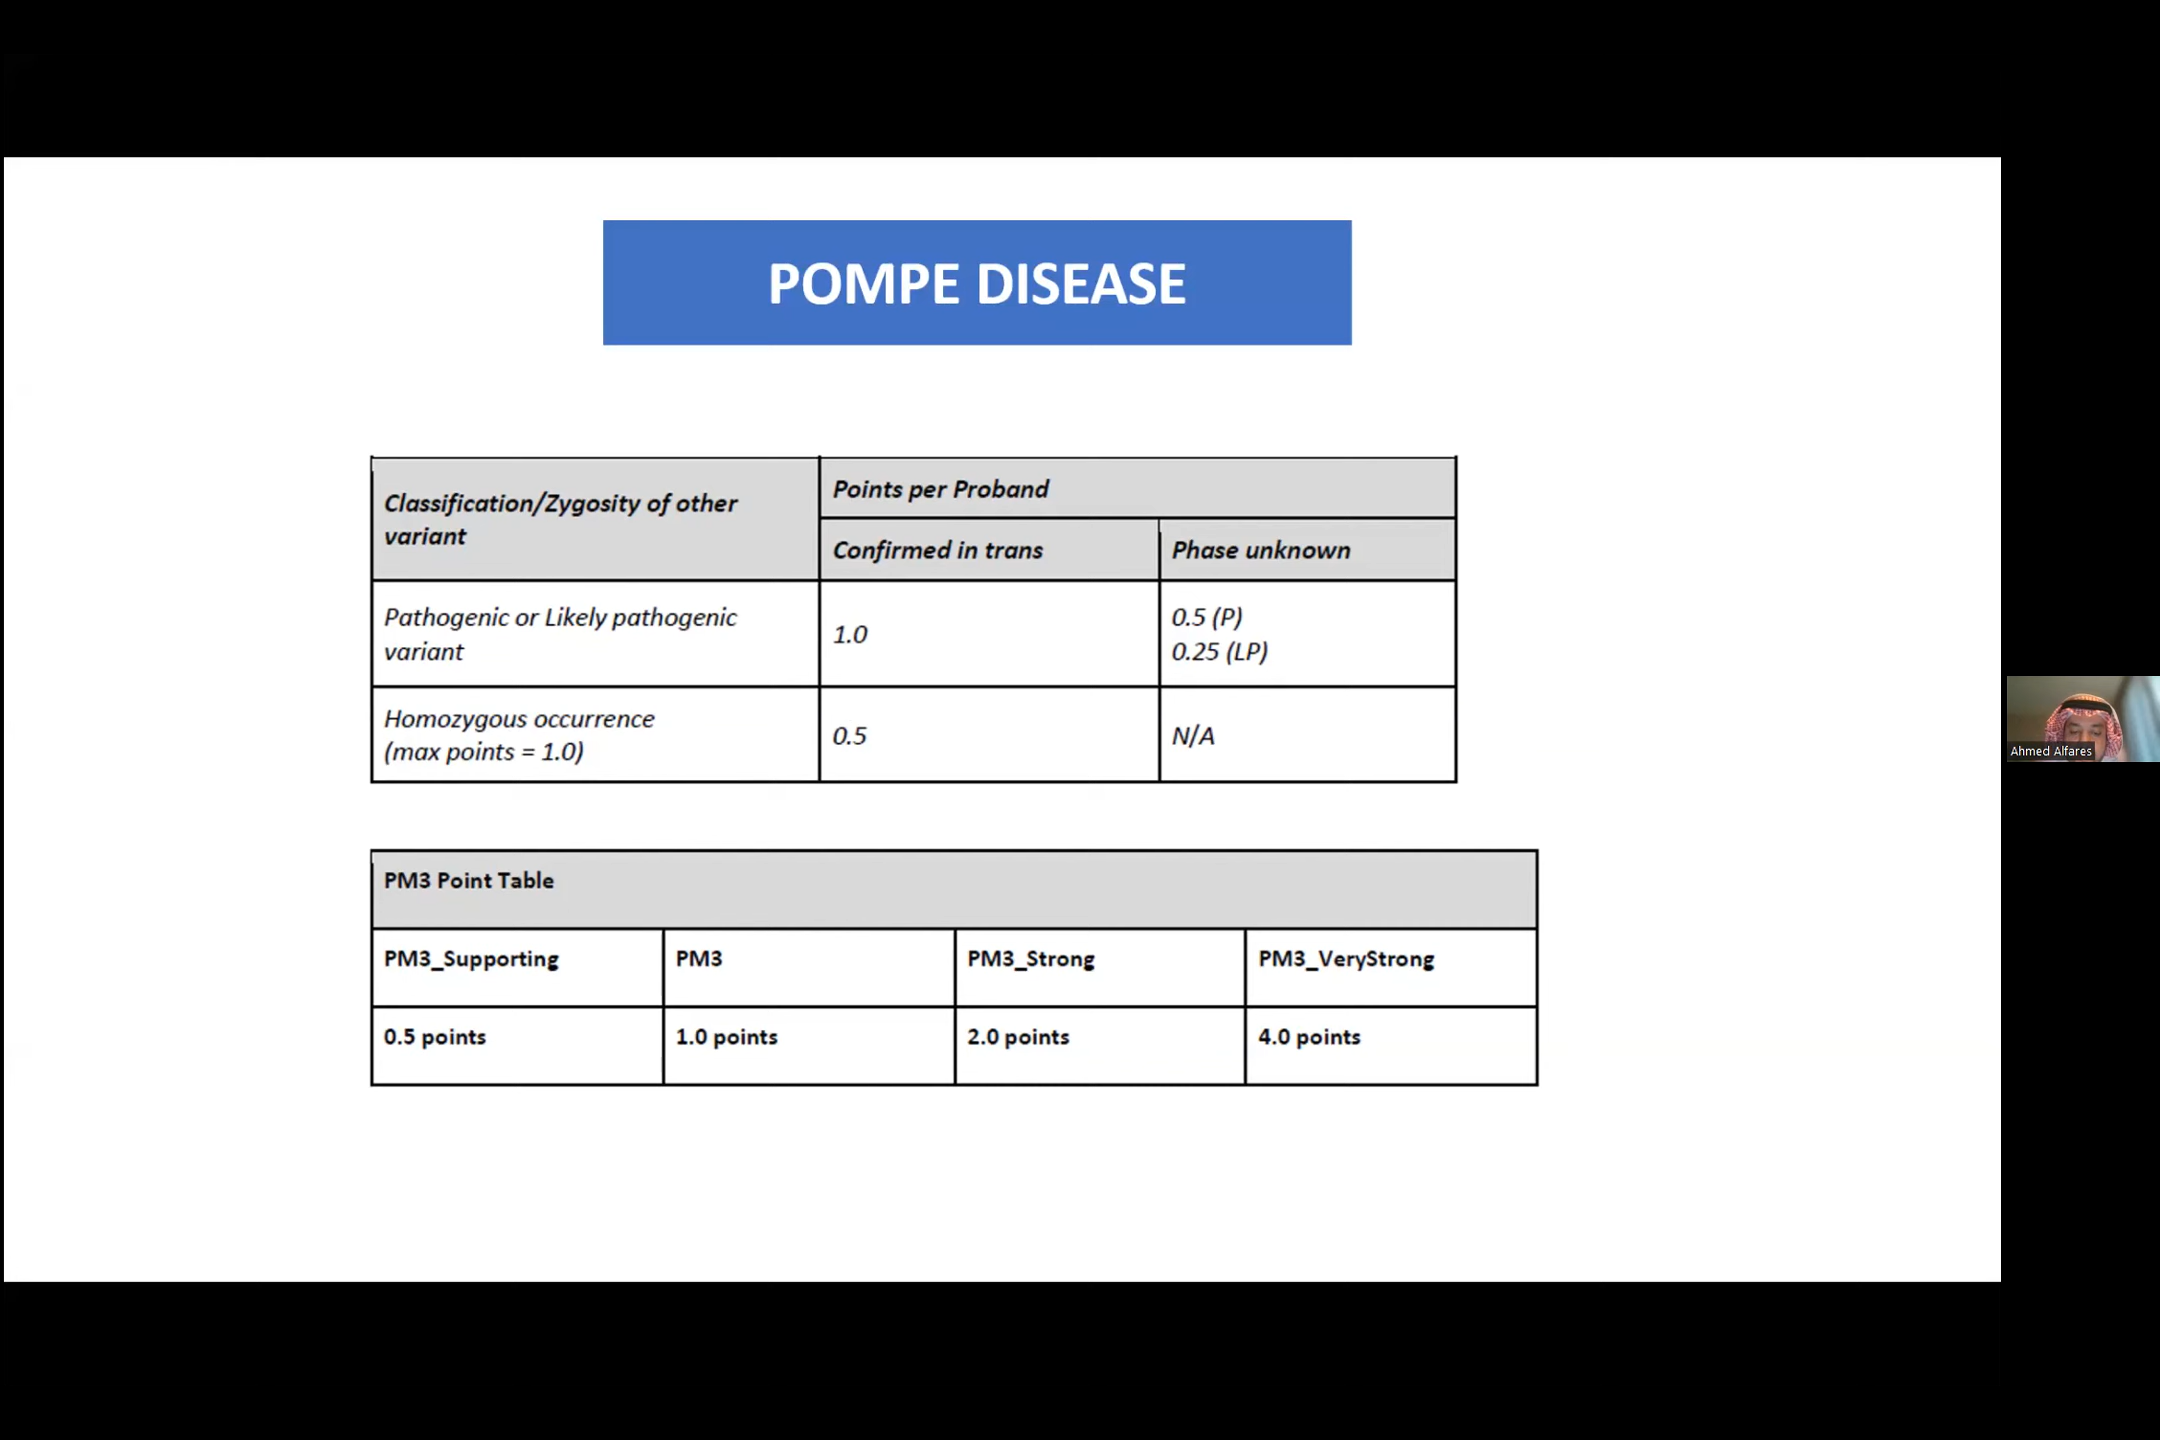 POMPE DISEASE
Classification/Zygosity of other
variant
Points per Proband
Confirmed in trans
Phase unknown
Pathogenic or Likely pathogenic
variant
1.0
0.5 (P)
0.25 (LP)
Homozygous occurrence
(max points = 1.0)
0.5
N/A
Ahmed Alfares
PM3 Point Table
PM3_Supporting
PM3
PM3_Strong
PM3_VeryStrong
0.5 points
1.0 points
2.0 points
4.0 points